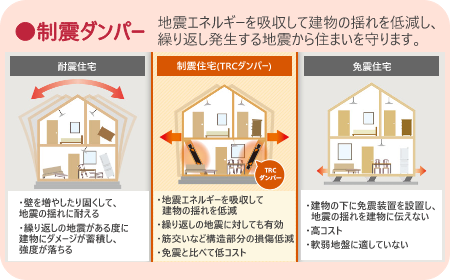 ●制震ダンパー
地震エネルギーを吸収して建物の揺れを低減し、
繰り返し発生する地震から住まいを守ります。
耐震住宅
・壁を増やしたり固くして、
地震の揺れに耐える
・繰り返しの地震がある度に
建物にダメージが蓄積し、
強度が落ちる
制震住宅(TRCダンパー)
TRC
ダンパー
・地震エネルギーを吸収して
建物の揺れを低減
・繰り返しの地震に対しても有効
・筋交いなど構造部分の損傷低減
・免震と比べて低コスト
免震住宅
・建物の下に免震装置を設置し、
地震の揺れを建物に伝えない
・高コスト
・軟弱地盤に適していない